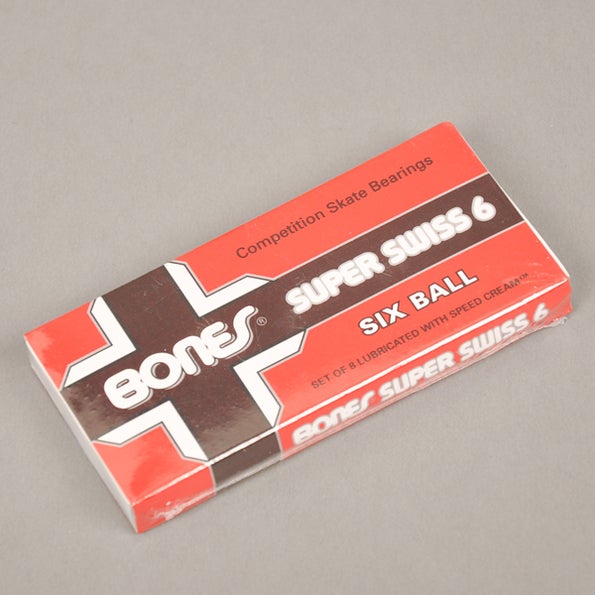 Competition Skate Bearings
BONES® SUPER SWISS 6
SIX BALL
SET OF 8 LUBRICATED WITH SPEED CREAM™
BONES SUPER SWISS 6